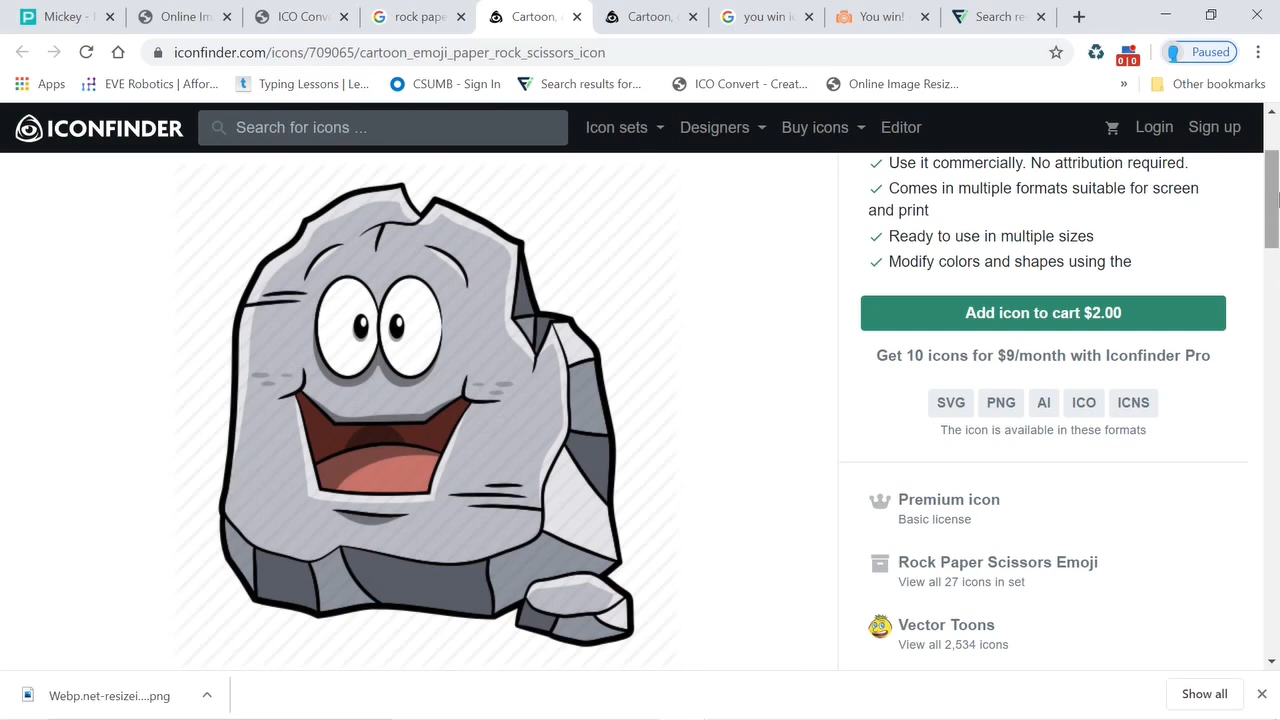 Mickey -
Online Im
ICO Conv
rock pape
Cartoon,
Cartoon,
you win i
You win!
Search re
iconfinder.com/icons/709065/cartoon_emoji_paper_rock_scissors_icon
0 0
Paused
Apps
EVE Robotics | Affor...
Typing Lessons | Le...
CSUMB - Sign In
Search results for...
ICO Convert - Creat...
Online Image Resiz...
»
Other bookmarks
ICONFINDER
Search for icons ...
Icon sets
Designers
Buy icons
Editor
Login
Sign up
Use it commercially. No attribution required.
Comes in multiple formats suitable for screen
and print
Ready to use in multiple sizes
Modify colors and shapes using the
Add icon to cart $2.00
Get 10 icons for $9/month with Iconfinder Pro
SVG PNG AI ICO ICNS
The icon is available in these formats
Premium icon
Basic license
Rock Paper Scissors Emoji
View all 27 icons in set
Vector Toons
View all 2,534 icons
Webp.net-resizei....png
Show all